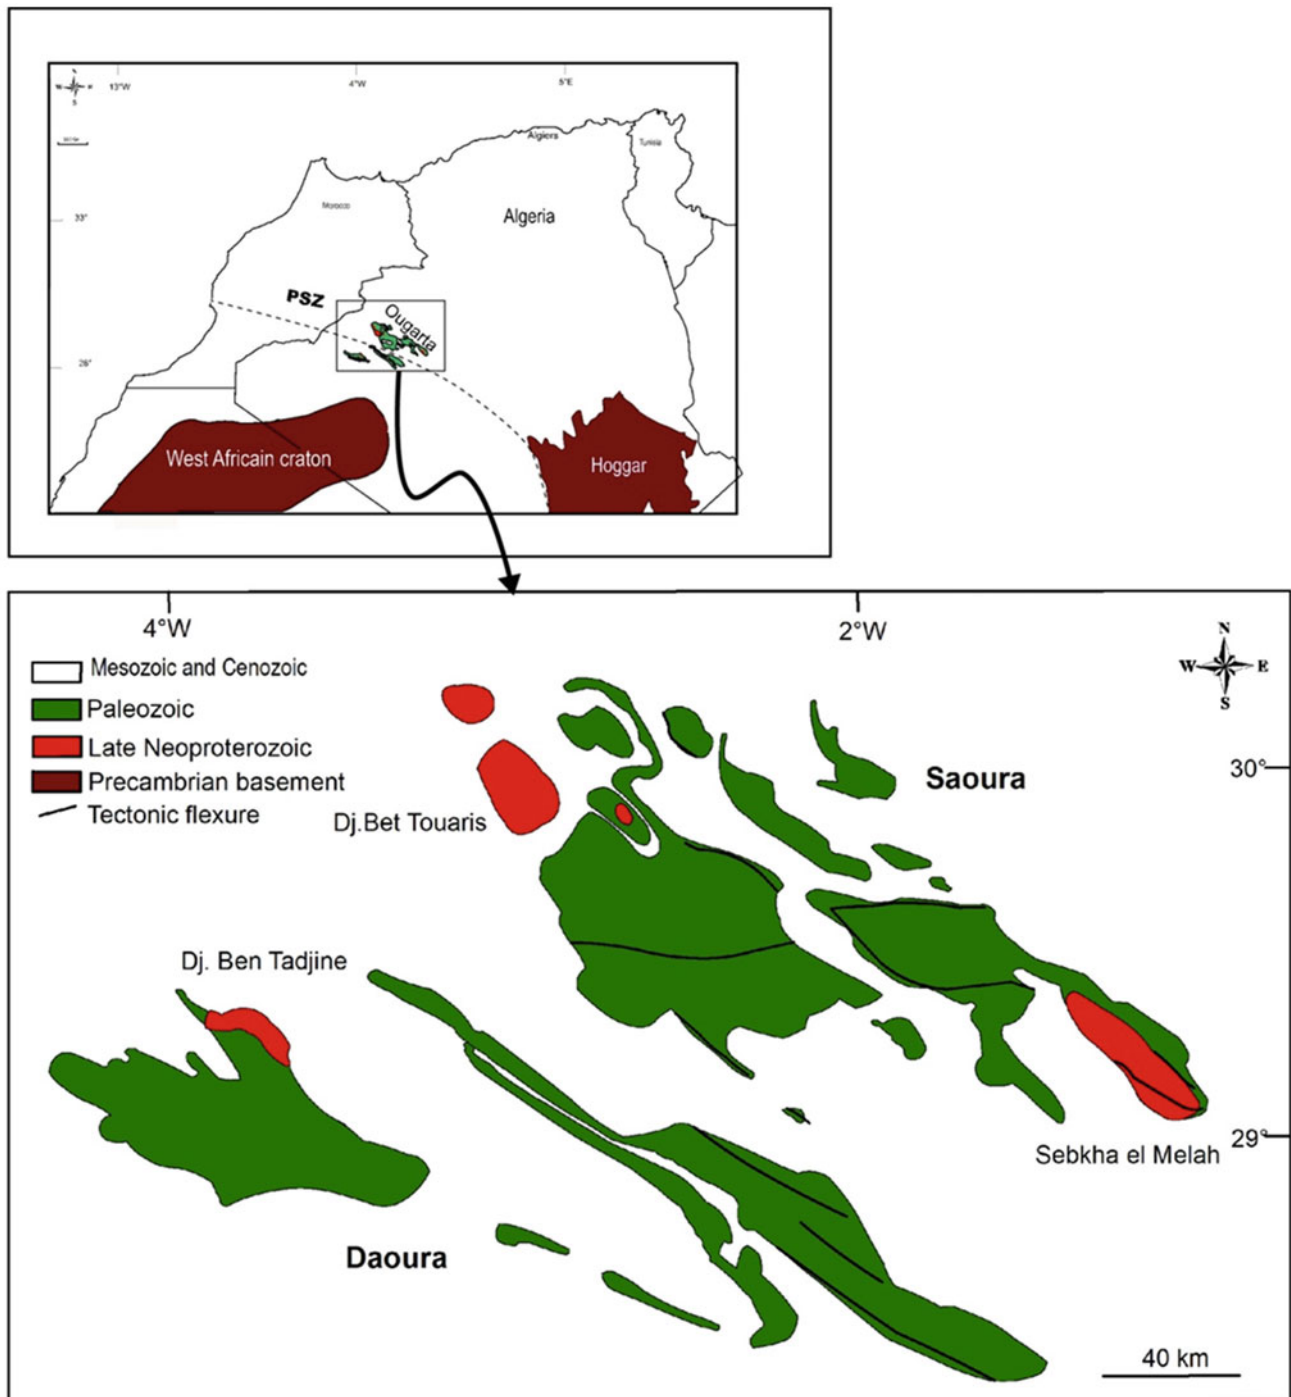 13°W
4°W
5°E
W
S
Algiers
Tunisia
33°
Morocco
Algeria
PSZ
Ougarta
West Africain craton
Hoggar
4°W
2°W
N
W E
S
Mesozoic and Cenozoic
Paleozoic
Late Neoproterozoic
Precambrian basement
Tectonic flexure
30°
Saoura
Dj.Bet Touaris
Dj. Ben Tadjine
29°
Sebkha el Melah
Daoura
40 km